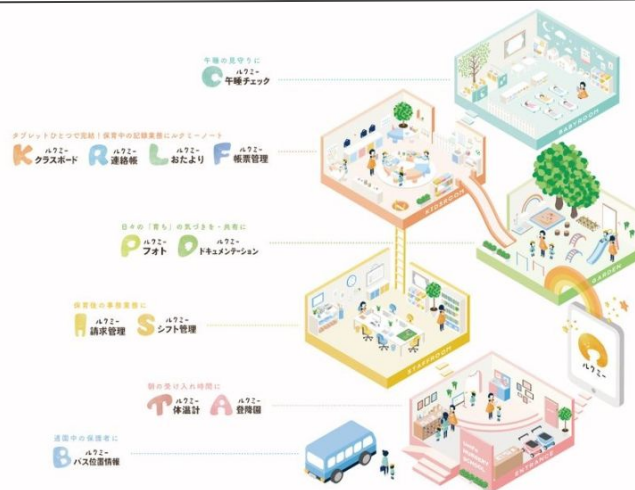 午睡の見守りに
ルクミー
午睡チェック
BABYROOM
タブレットひとつで完結！保育中の記録業務にルクミーノート
K ルクミー クラスボード
R ルクミー 連絡帳
L ルクミー おたより
F ルクミー 帳票管理
KIDSROOM
日々の「育ち」の気づきを・共有に
P ルクミー フォト
D ルクミー ドキュメンテーション
GARDEN
保育後の事務業務に
ルクミー 請求管理
S ルクミー シフト管理
STAFFROOM
ルクミー
朝の受け入れ時間に
T ルクミー 体温計
A ルクミー 登降園
ENTRANCE
通園中の保護者に
B ルクミー バス位置情報